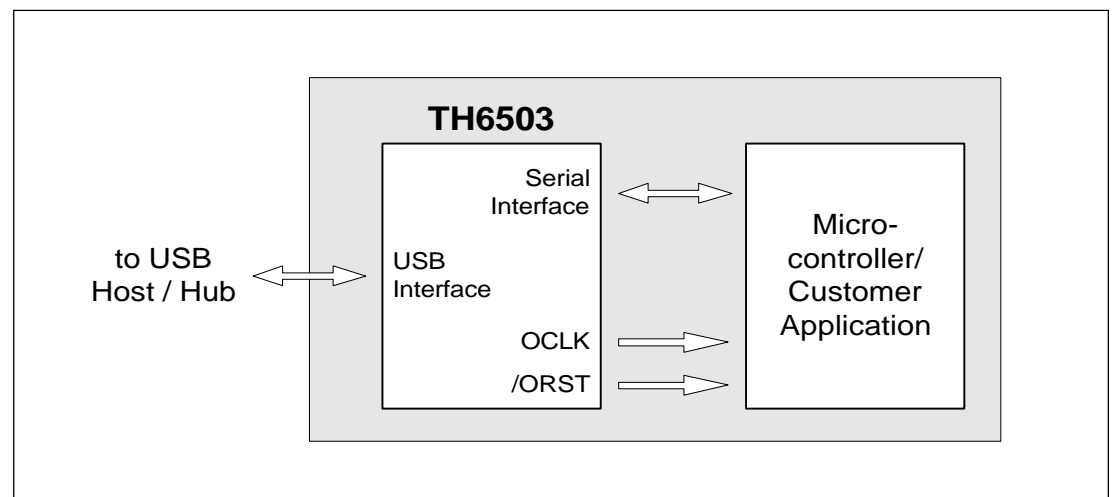 TH6503
Serial
Interface
Micro-
controller/
Customer
Application
to USB
Host / Hub
USB
Interface
OCLK
/ORST